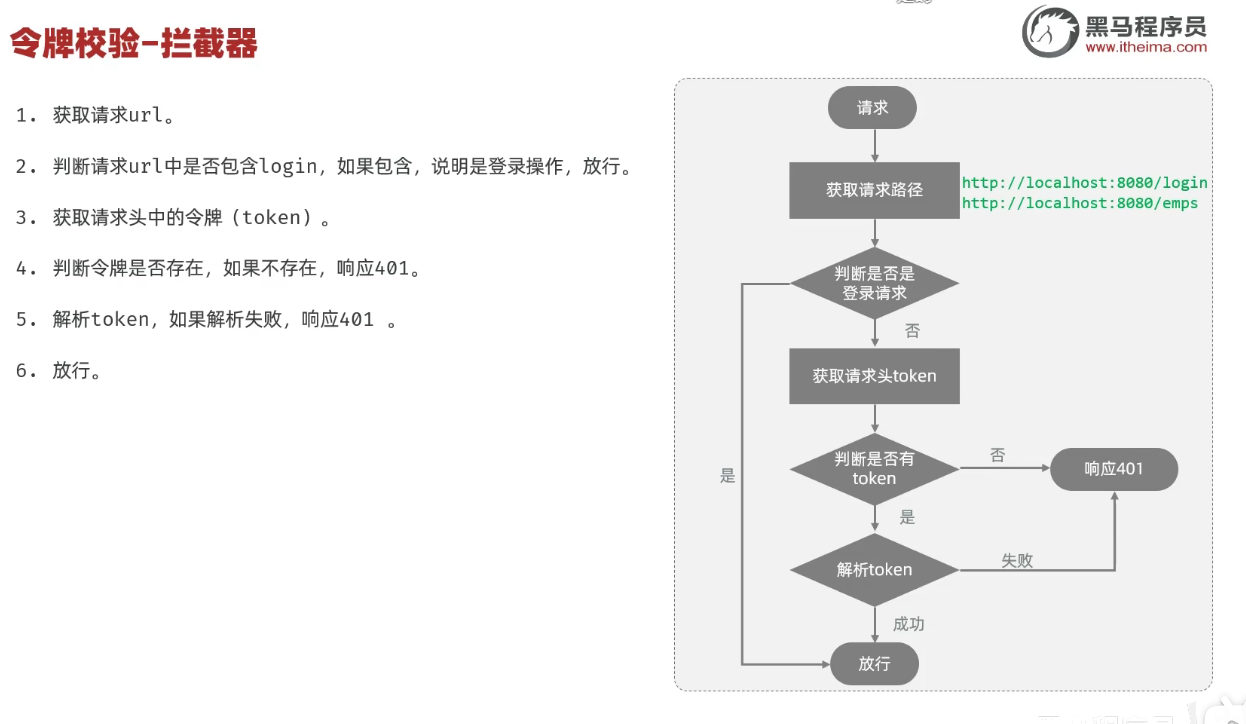 令牌校验-拦截器
黑马程序员
www.itheima.com
1. 获取请求url。
2. 判断请求url中是否包含login，如果包含，说明是登录操作，放行。
3. 获取请求头中的令牌（token）。
4. 判断令牌是否存在，如果不存在，响应401。
5. 解析token，如果解析失败，响应401 。
6. 放行。
请求
获取请求路径
http://localhost:8080/login
http://localhost:8080/emps
判断是否是
登录请求
否
获取请求头token
判断是否有
token
否
响应401
是
是
解析token
失败
成功
放行